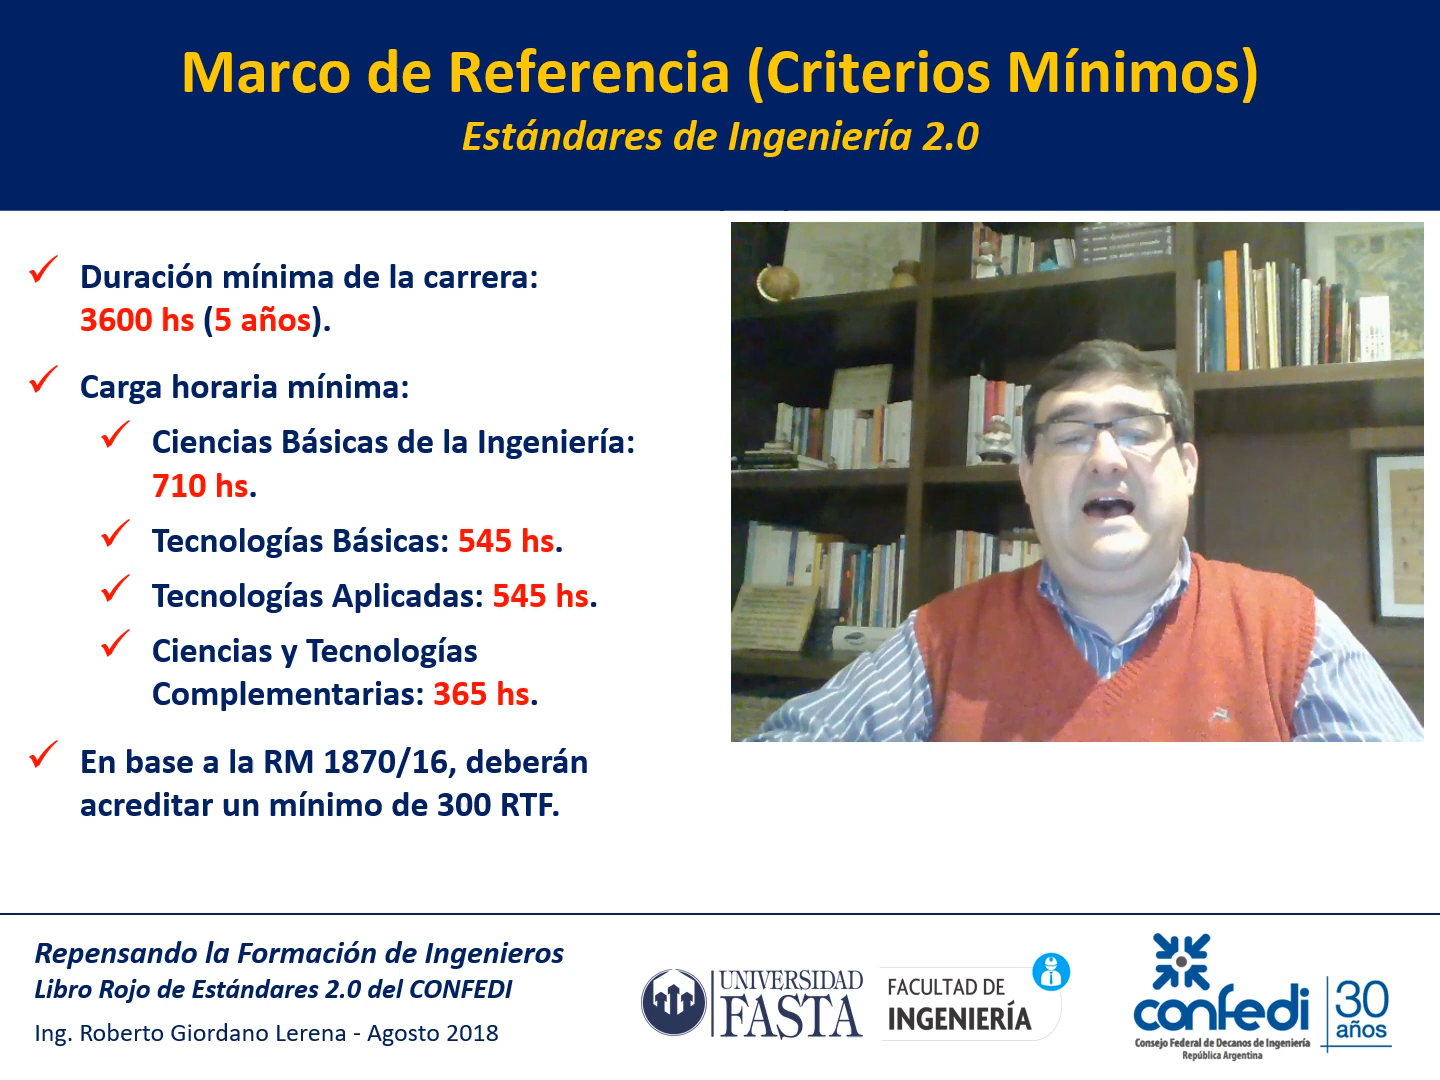 Marco de Referencia (Criterios Mínimos)
Estándares de Ingeniería 2.0
Duración mínima de la carrera:
3600 hs (5 años).
Carga horaria mínima:
Ciencias Básicas de la Ingeniería:
710 hs.
Tecnologías Básicas: 545 hs.
Tecnologías Aplicadas: 545 hs.
Ciencias y Tecnologías
Complementarias: 365 hs.
En base a la RM 1870/16, deberán
acreditar un mínimo de 300 RTF.
Repensando la Formación de Ingenieros
Libro Rojo de Estándares 2.0 del CONFEDI
Ing. Roberto Giordano Lerena - Agosto 2018
UNIVERSIDAD
FASTA
FACULTAD DE
INGENIERÍA
confedi
Consejo Federal de Decanos de Ingeniería
República Argentina
30
años